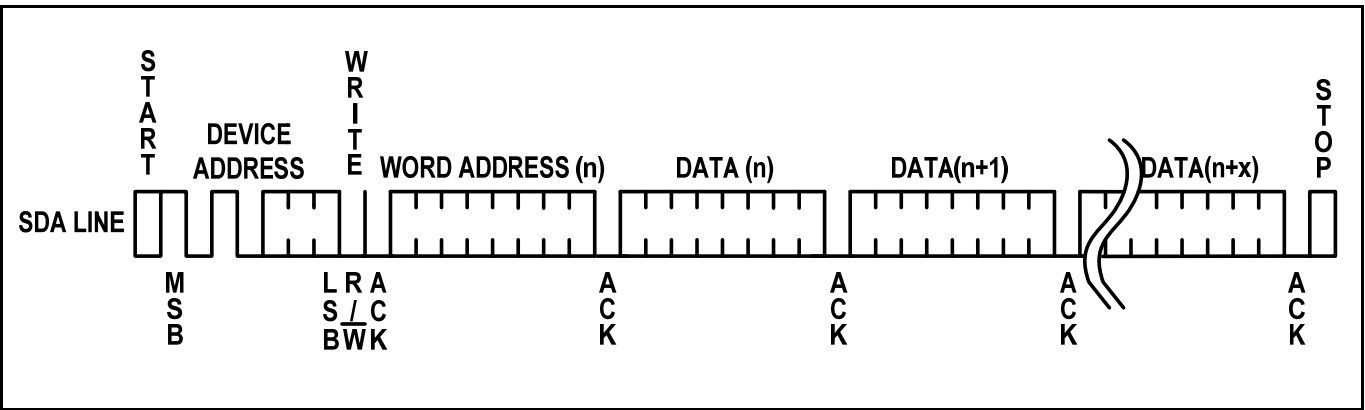 START
WRITE
STOP
DEVICE
ADDRESS
WORD ADDRESS (n)
DATA (n)
DATA(n+1)
DATA(n+x)
SDA LINE
MSB
LSB
R/W
ACK
ACK
ACK
ACK
ACK